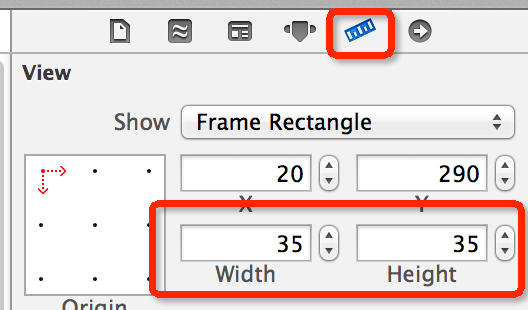 View
Show Frame Rectangle
20 290
X Y
35 35
Width Height
Origin